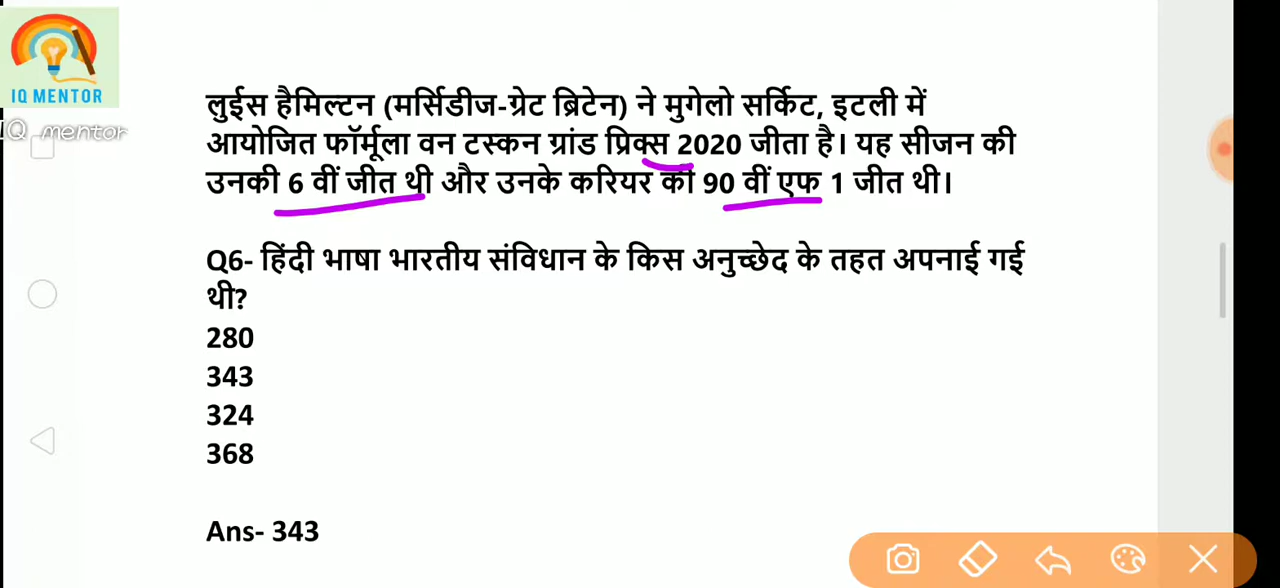 IQ MENTOR
IQ mentor
लुईस हैमिल्टन (मर्सिडीज-ग्रेट ब्रिटेन) ने मुगेलो सर्किट, इटली में
आयोजित फॉर्मूला वन टस्कन ग्रांड प्रिक्स 2020 जीता है। यह सीजन की
उनकी 6 वीं जीत थी और उनके करियर की 90 वीं एफ 1 जीत थी।
Q6- हिंदी भाषा भारतीय संविधान के किस अनुच्छेद के तहत अपनाई गई
थी?
280
343
324
368
Ans- 343